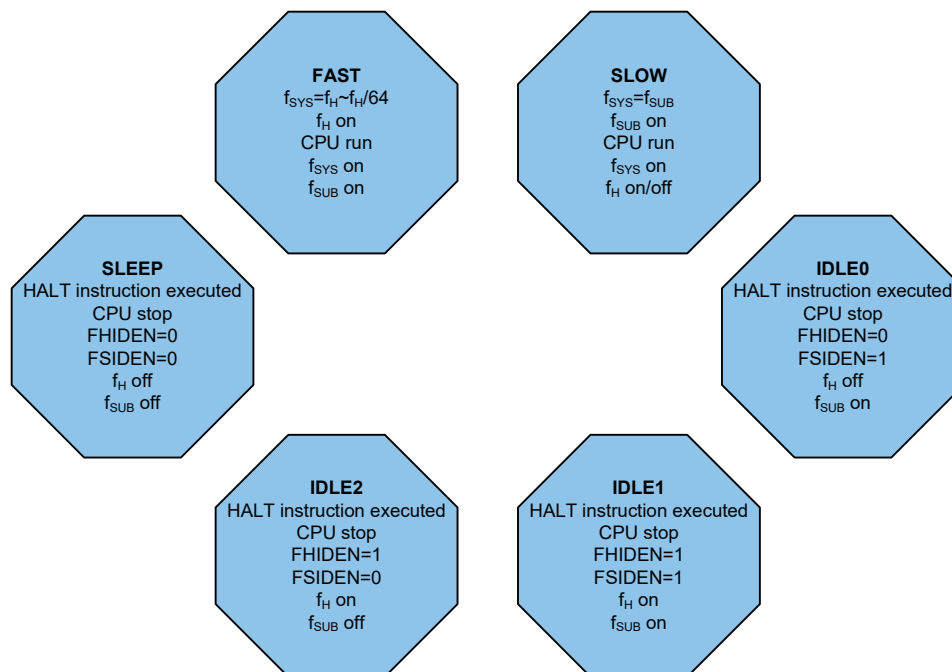 FAST
fSYS=fH~fH/64
fH on
CPU run
fSYS on
fSUB on
SLOW
fSYS=fSUB
fSUB on
CPU run
fSYS on
fH on/off
SLEEP
HALT instruction executed
CPU stop
FHIDEN=0
FSIDEN=0
fH off
fSUB off
IDLE0
HALT instruction executed
CPU stop
FHIDEN=0
FSIDEN=1
fH off
fSUB on
IDLE2
HALT instruction executed
CPU stop
FHIDEN=1
FSIDEN=0
fH on
fSUB off
IDLE1
HALT instruction executed
CPU stop
FHIDEN=1
FSIDEN=1
fH on
fSUB on